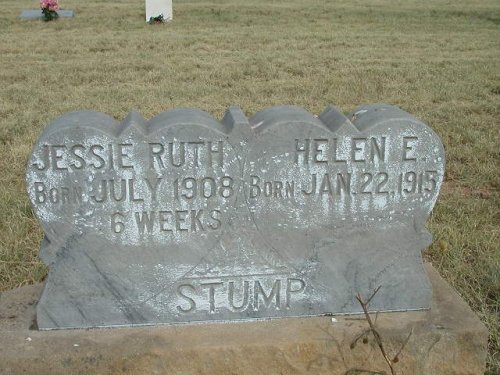 JESSIE RUTH
BORN JULY 1908
6 WEEKS
HELEN E.
BORN JAN. 22, 1915
STUMP